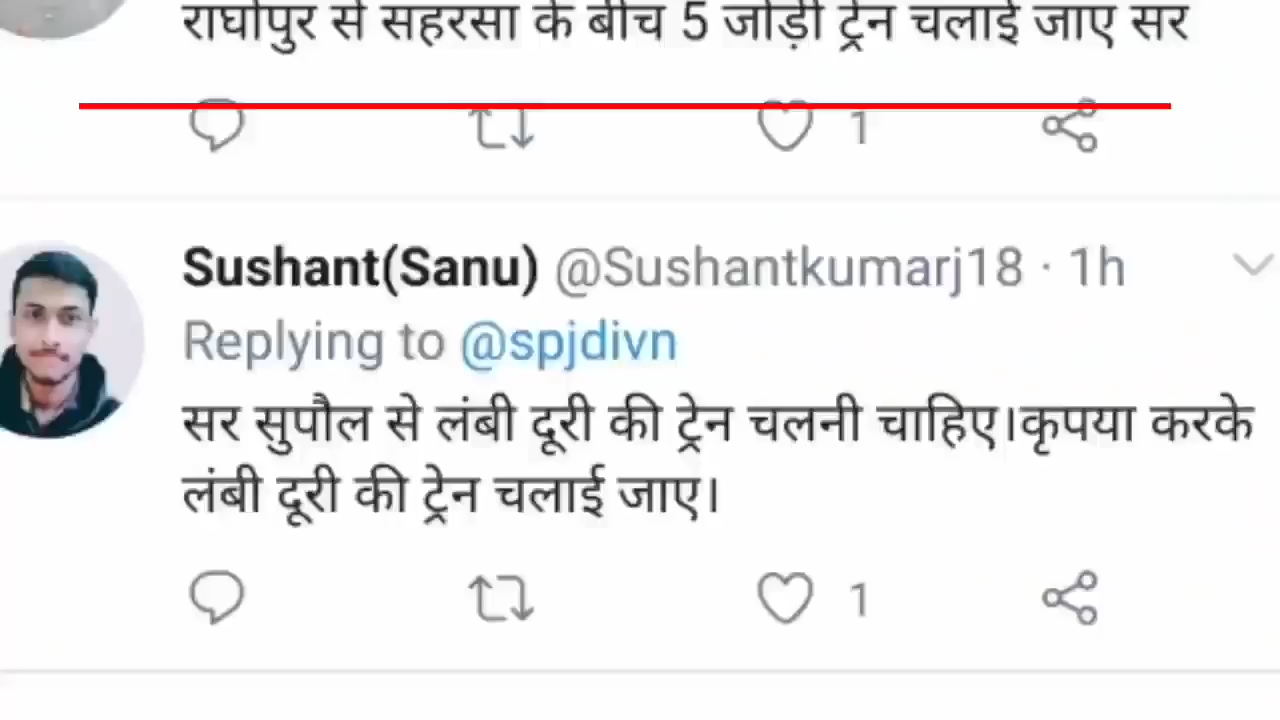 राघोपुर से सहरसा के बीच 5 जोड़ी ट्रेन चलाई जाए सर
1
Sushant(Sanu) @Sushantkumarj18 · 1h
Replying to @spjdivn
सर सुपौल से लंबी दूरी की ट्रेन चलनी चाहिए।कृपया करके
लंबी दूरी की ट्रेन चलाई जाए।
1